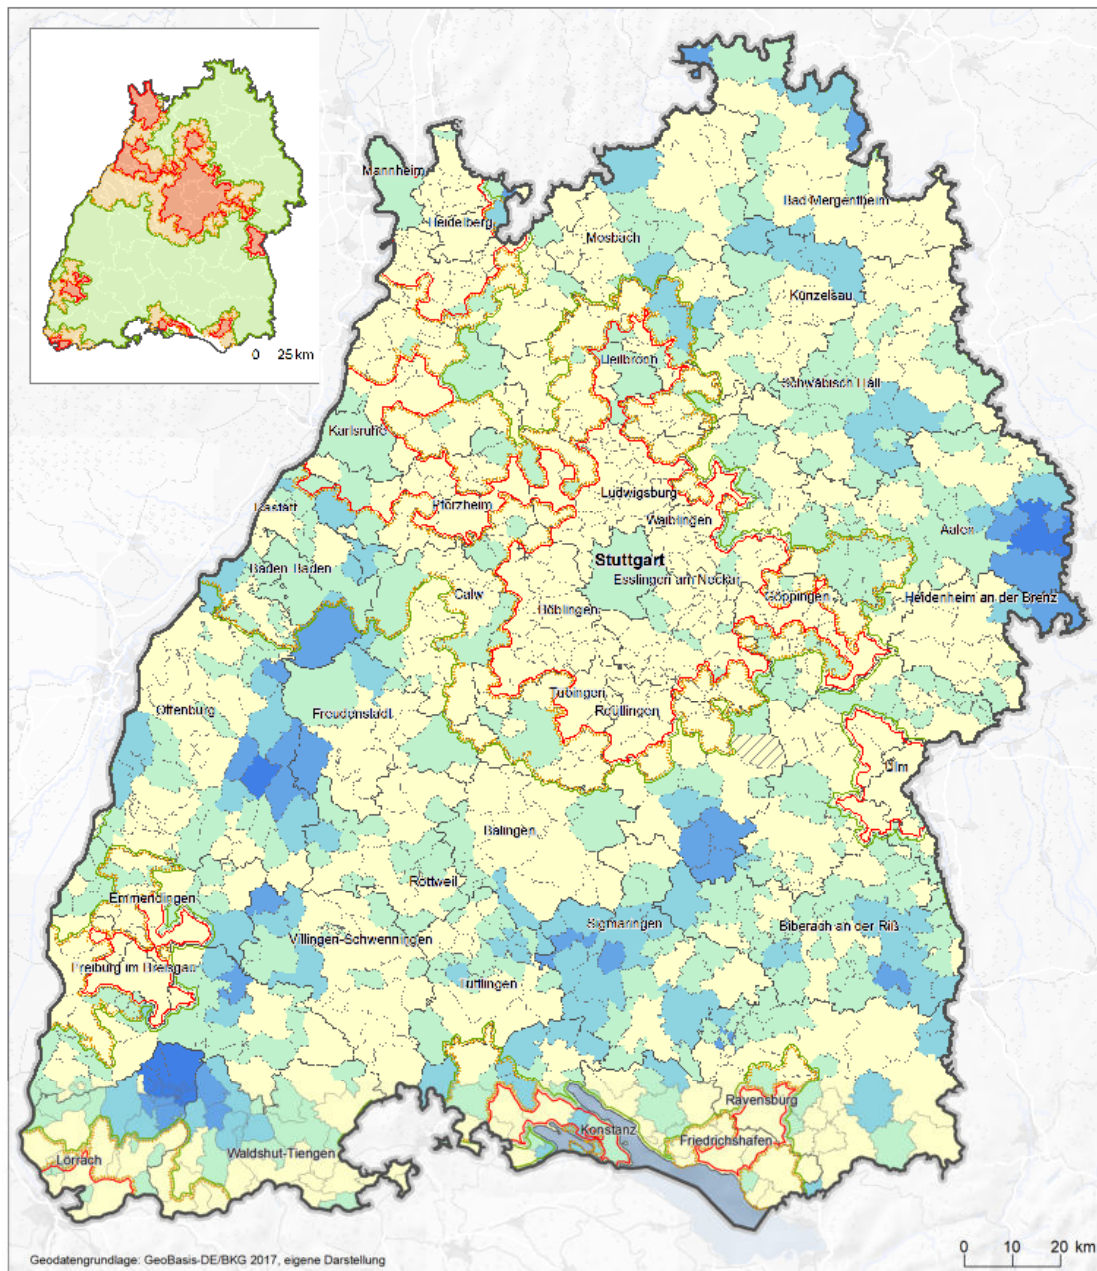 0 25 km
Mannheim
Heidelberg
Bad Mergentheim
Mosbach
Künzelsau
Heilbronn
Schwäbisch Hall
Karlsruhe
Ludwigsburg
Rastatt
Pforzheim
Waiblingen
Aalen
Stuttgart
Baden-Baden
Esslingen am Neckar
Calw
Göppingen
Heidenheim an der Brenz
Böblingen
Tübingen
Offenburg
Freudenstadt
Reutlingen
Ulm
Balingen
Rottweil
Emmendingen
Sigmaringen
Biberach an der Riß
Villingen-Schwenningen
Freiburg im Breisgau
Tuttlingen
Ravensburg
Konstanz
Friedrichshafen
Lörrach
Waldshut-Tiengen
Geodatengrundlage: GeoBasis-DE/BKG 2017, eigene Darstellung
0 10 20 km